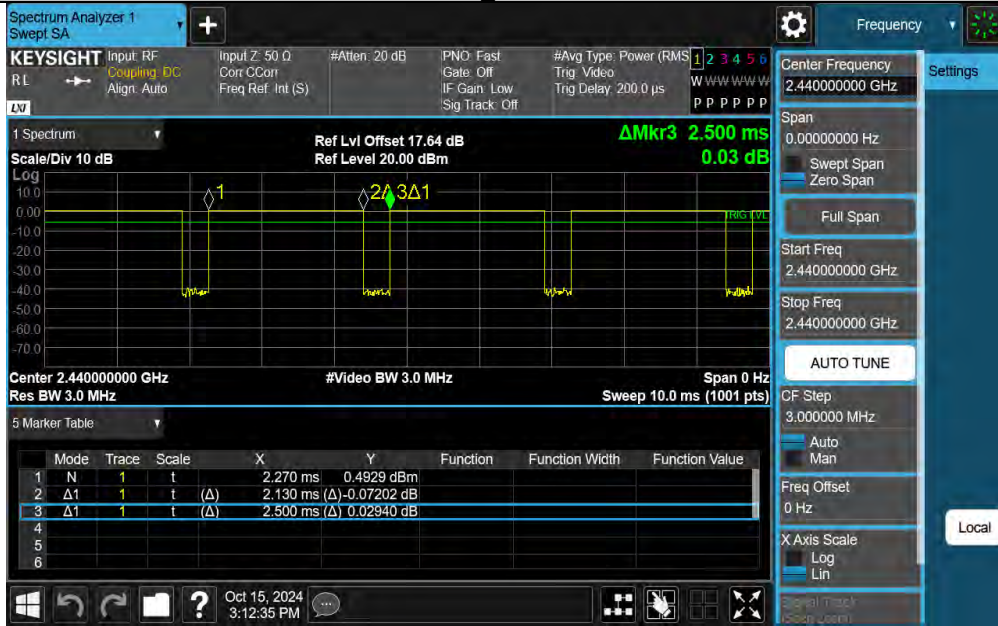 Spectrum Analyzer 1
Swept SA
Frequency
KEYSIGHT
RL
LXI
Input: RF
Coupling: DC
Align: Auto
Input Z: 50 Ω
Corr CCorr
Freq Ref: Int (S)
#Atten: 20 dB
PNO: Fast
Gate: Off
IF Gain: Low
Sig Track: Off
#Avg Type: Power (RMS
Trig: Video
Trig Delay: 200.0 µs
1 2 3 4 5 6
W W W W W W
P P P P P P
1 Spectrum
Scale/Div 10 dB
Ref Lvl Offset 17.64 dB
Ref Level 20.00 dBm
ΔMkr3 2.500 ms
0.03 dB
Log
10.0
0.00
-10.0
-20.0
-30.0
-40.0
-50.0
-60.0
-70.0
1
2Δ 3Δ1
TRIG LVL
Center 2.440000000 GHz
#Video BW 3.0 MHz
Span 0 Hz
Res BW 3.0 MHz
Sweep 10.0 ms (1001 pts)
5 Marker Table
Mode Trace Scale X Y Function Function Width Function Value
1 N 1 t 2.270 ms 0.4929 dBm
2 Δ1 1 t (Δ) 2.130 ms (Δ) -0.07202 dB
3 Δ1 1 t (Δ) 2.500 ms (Δ) 0.02940 dB
4
5
6
Oct 15, 2024
3:12:35 PM
Center Frequency
2.440000000 GHz
Settings
Span
0.00000000 Hz
Swept Span
Zero Span
Full Span
Start Freq
2.440000000 GHz
Stop Freq
2.440000000 GHz
AUTO TUNE
CF Step
3.000000 MHz
Auto
Man
Freq Offset
0 Hz
X Axis Scale
Log
Lin
Signal Track
(Span Zoom)
Local